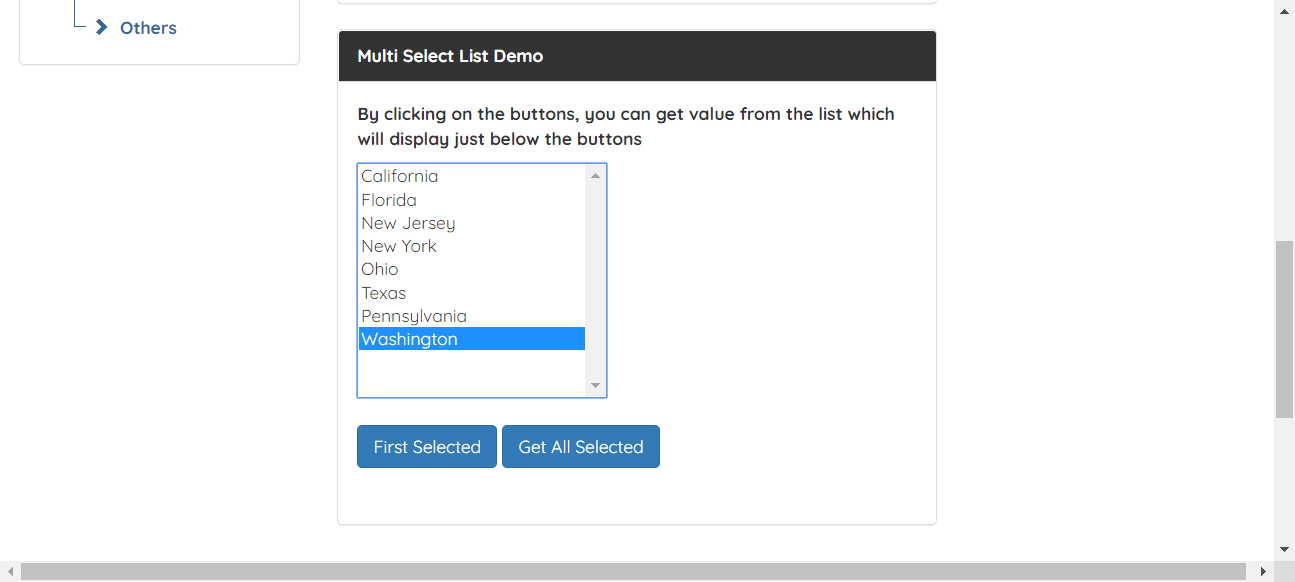 Others
Multi Select List Demo
By clicking on the buttons, you can get value from the list which
will display just below the buttons
California
Florida
New Jersey
New York
Ohio
Texas
Pennsylvania
Washington
First Selected
Get All Selected